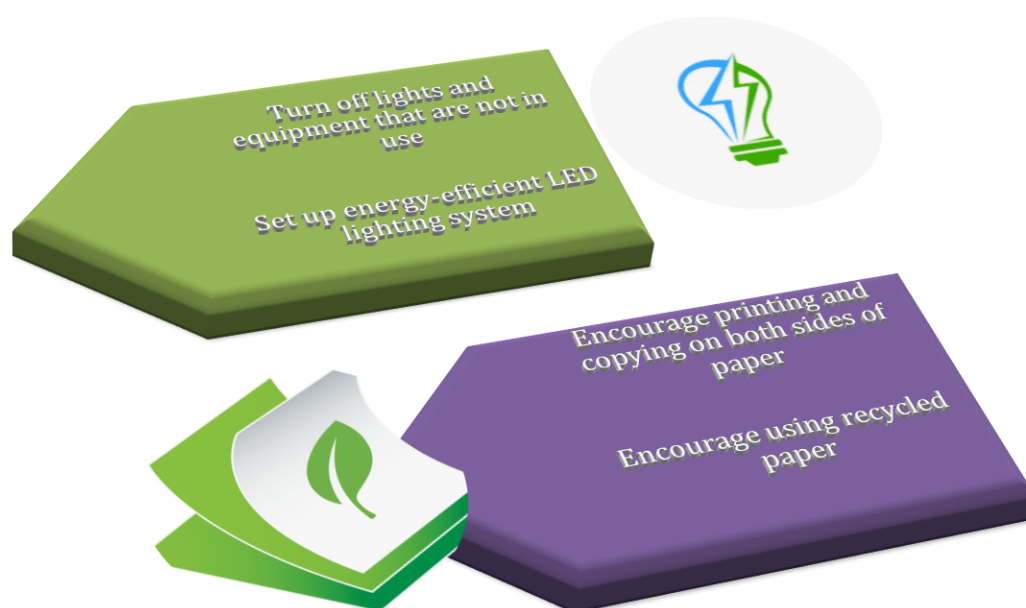 Turn off lights and
equipment that are not in
use
Set up energy-efficient LED
lighting system
Encourage printing and
copying on both sides of
paper
Encourage using recycled
paper